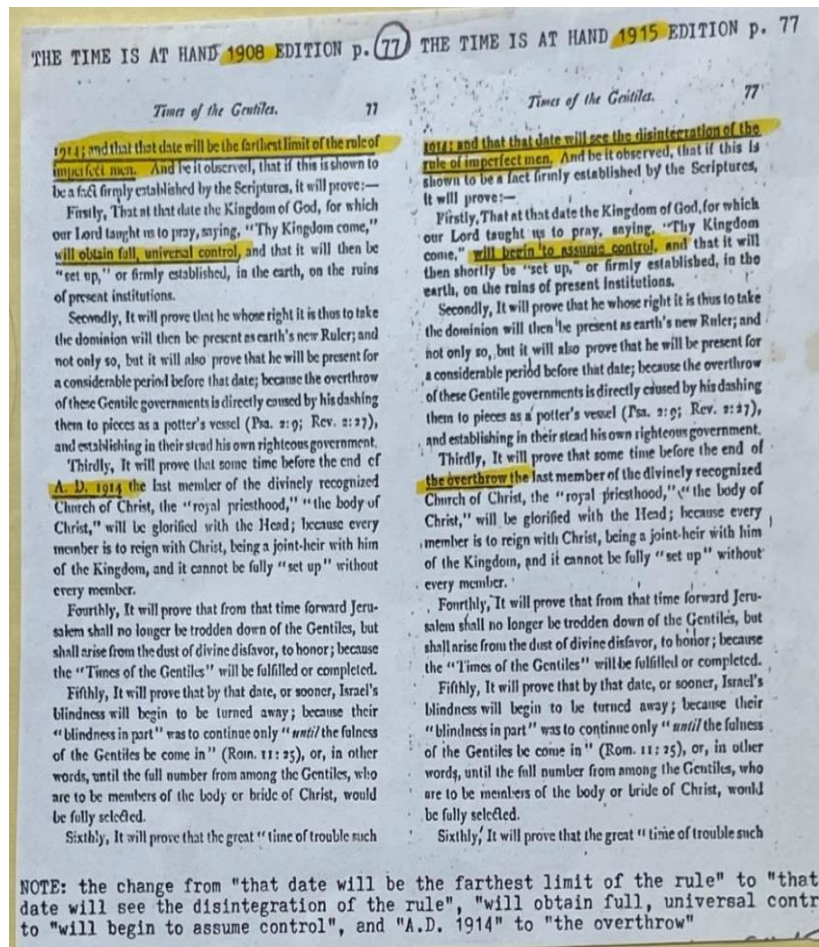 THE TIME IS AT HAND 1908 EDITION p. 77
Times of the Gentiles. 77
1914; and that that date will be the farthest limit of the rule of
imperfect men. And be it observed, that if this is shown to
be a fact firmly established by the Scriptures, it will prove:—
Firstly, That at that date the Kingdom of God, for which
our Lord taught us to pray, saying, "Thy Kingdom come,"
will obtain full, universal control, and that it will then be
"set up," or firmly established, in the earth, on the ruins
of present institutions.
Secondly, It will prove that he whose right it is thus to take
the dominion will then be present as earth's new Ruler; and
not only so, but it will also prove that he will be present for
a considerable period before that date; because the overthrow
of these Gentile governments is directly caused by his dashing
them to pieces as a potter's vessel (Psa. 2:9; Rev. 2:27),
and establishing in their stead his own righteous government.
Thirdly, It will prove that some time before the end of
A. D. 1914 the last member of the divinely recognized
Church of Christ, the "royal priesthood," "the body of
Christ," will be glorified with the Head; because every
member is to reign with Christ, being a joint-heir with him
of the Kingdom, and it cannot be fully "set up" without
every member.
Fourthly, It will prove that from that time forward Jeru-
salem shall no longer be trodden down of the Gentiles, but
shall arise from the dust of divine disfavor, to honor; because
the "Times of the Gentiles" will be fulfilled or completed.
Fifthly, It will prove that by that date, or sooner, Israel's
blindness will begin to be turned away; because their
"blindness in part" was to continue only "until the fulness
of the Gentiles be come in" (Rom. 11:25), or, in other
words, until the full number from among the Gentiles, who
are to be members of the body or bride of Christ, would
be fully selected.
Sixthly, It will prove that the great "time of trouble such
THE TIME IS AT HAND 1915 EDITION p. 77
Times of the Gentiles. 77
1914; and that that date will see the disintegration of the
rule of imperfect men. And be it observed, that if this is
shown to be a fact firmly established by the Scriptures,
it will prove:—
Firstly, That at that date the Kingdom of God, for which
our Lord taught us to pray, saying, "Thy Kingdom
come," will begin to assume control, and that it will
then shortly be "set up," or firmly established, in the
earth, on the ruins of present institutions.
Secondly, It will prove that he whose right it is thus to take
the dominion will then be present as earth's new Ruler; and
not only so, but it will also prove that he will be present for
a considerable period before that date; because the overthrow
of these Gentile governments is directly caused by his dashing
them to pieces as a potter's vessel (Psa. 2:9; Rev. 2:27),
and establishing in their stead his own righteous government.
Thirdly, It will prove that some time before the end of
the overthrow the last member of the divinely recognized
Church of Christ, the "royal priesthood," "the body of
Christ," will be glorified with the Head; because every
member is to reign with Christ, being a joint-heir with him
of the Kingdom, and it cannot be fully "set up" without
every member.
Fourthly, It will prove that from that time forward Jeru-
salem shall no longer be trodden down of the Gentiles, but
shall arise from the dust of divine disfavor, to honor; because
the "Times of the Gentiles" will be fulfilled or completed.
Fifthly, It will prove that by that date, or sooner, Israel's
blindness will begin to be turned away; because their
"blindness in part" was to continue only "until the fulness
of the Gentiles be come in" (Rom. 11:25), or, in other
words, until the full number from among the Gentiles, who
are to be members of the body or bride of Christ, would
be fully selected.
Sixthly, It will prove that the great "time of trouble such
NOTE: the change from "that date will be the farthest limit of the rule" to "that
date will see the disintegration of the rule", "will obtain full, universal contr
to "will begin to assume control", and "A.D. 1914" to "the overthrow"